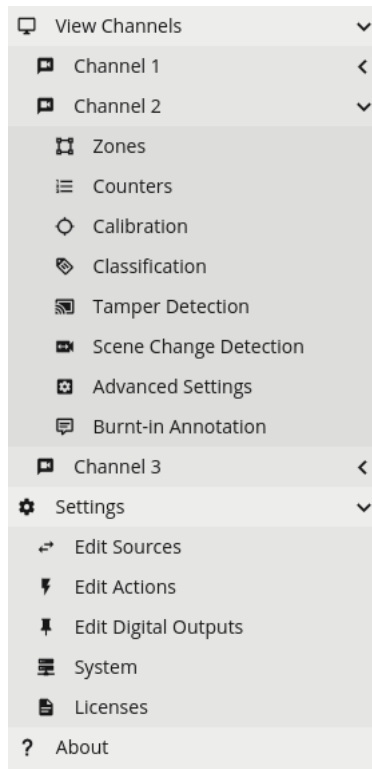 View Channels
Channel 1
Channel 2
Zones
Counters
Calibration
Classification
Tamper Detection
Scene Change Detection
Advanced Settings
Burnt-in Annotation
Channel 3
Settings
Edit Sources
Edit Actions
Edit Digital Outputs
System
Licenses
? About